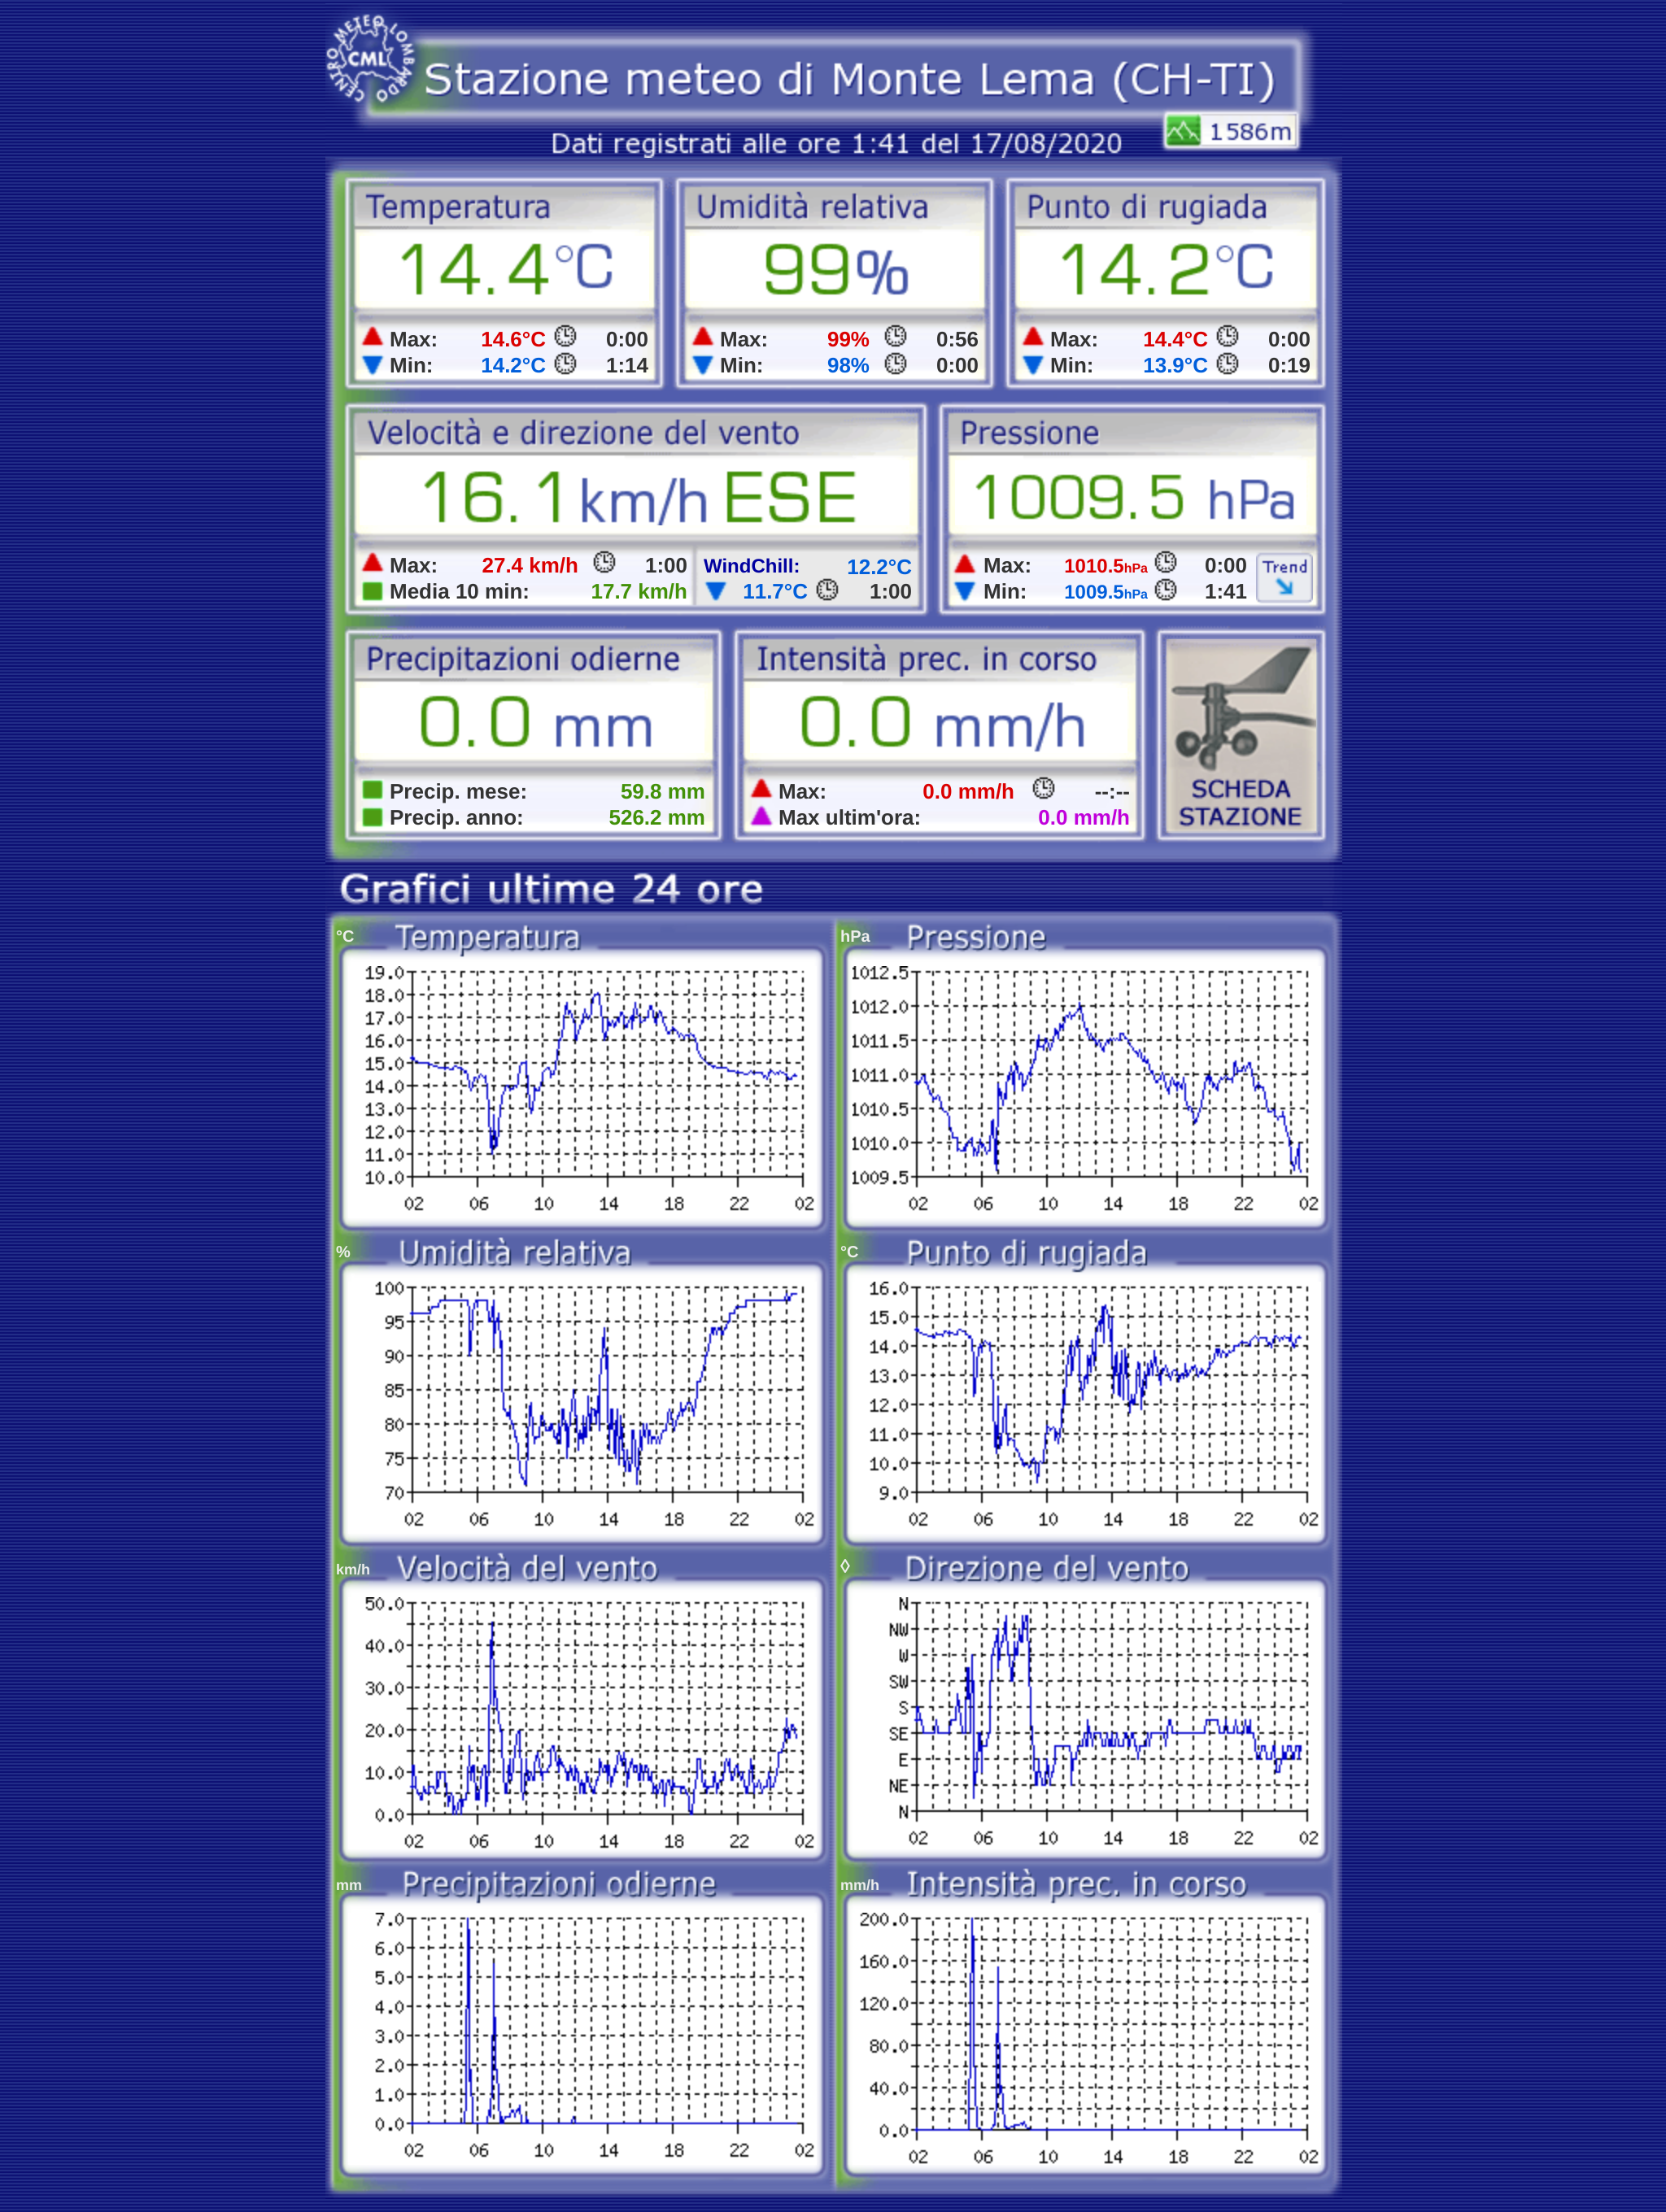 CENTRO METEO LOMBARDO
CML
Stazione meteo di Monte Lema (CH-TI)
Dati registrati alle ore 1:41 del 17/08/2020
1586m
Temperatura Umidità relativa Punto di rugiada
14.4°C 99% 14.2°C
Max: 14.6°C 0:00 Max: 99% 0:56 Max: 14.4°C 0:00
Min: 14.2°C 1:14 Min: 98% 0:00 Min: 13.9°C 0:19
Velocità e direzione del vento Pressione
16.1km/h ESE 1009.5 hPa
Max: 27.4 km/h 1:00 WindChill: 12.2°C Max: 1010.5hPa 0:00 Trend
Media 10 min: 17.7 km/h 11.7°C 1:00 Min: 1009.5hPa 1:41
Precipitazioni odierne Intensità prec. in corso
0.0 mm 0.0 mm/h
Precip. mese: 59.8 mm Max: 0.0 mm/h --:-- SCHEDA
Precip. anno: 526.2 mm Max ultim'ora: 0.0 mm/h STAZIONE
Grafici ultime 24 ore
°C Temperatura hPa Pressione
19.0 1012.5
18.0
1012.0
17.0
16.0 1011.5
15.0 1011.0
14.0
13.0 1010.5
12.0
1010.0
11.0
10.0 1009.5
02 06 10 14 18 22 02 02 06 10 14 18 22 02
% Umidità relativa °C Punto di rugiada
100 16.0
95 15.0
14.0
90
85 13.0
80 12.0
11.0
75 10.0
70 9.0
02 06 10 14 18 22 02 02 06 10 14 18 22 02
km/h Velocità del vento ◊ Direzione del vento
50.0 N
NW
40.0 W
30.0 SW
S
20.0 SE
E
10.0 NE
0.0 N
02 06 10 14 18 22 02 02 06 10 14 18 22 02
mm Precipitazioni odierne mm/h Intensità prec. in corso
7.0 200.0
6.0 160.0
5.0
4.0 120.0
3.0 80.0
2.0
1.0 40.0
0.0 0.0
02 06 10 14 18 22 02 02 06 10 14 18 22 02